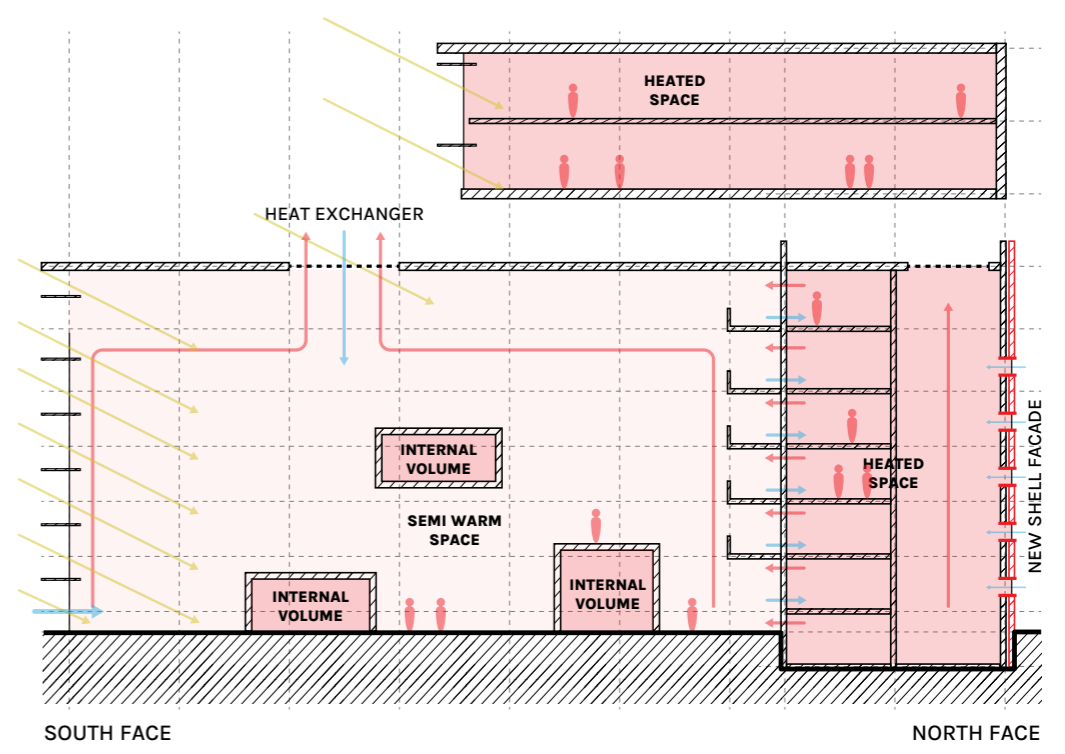 HEATED
SPACE
HEAT EXCHANGER
INTERNAL
VOLUME
HEATED
SPACE
SEMI WARM
SPACE
INTERNAL
VOLUME
INTERNAL
VOLUME
NEW SHELL FACADE
SOUTH FACE
NORTH FACE